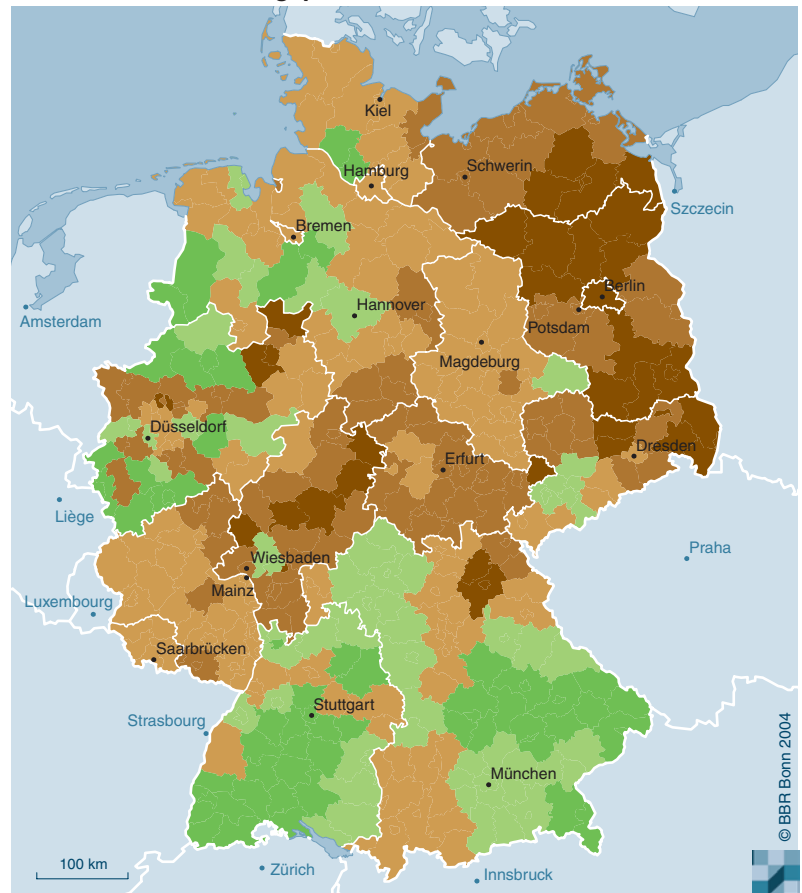 Kiel
Schwerin
Hamburg
Szczecin
Bremen
Berlin
Hannover
Amsterdam
Potsdam
Magdeburg
Düsseldorf
Dresden
Erfurt
Liège
Praha
Wiesbaden
Mainz
Luxembourg
Saarbrücken
Stuttgart
Strasbourg
München
© BBR Bonn 2004
100 km
Zürich
Innsbruck